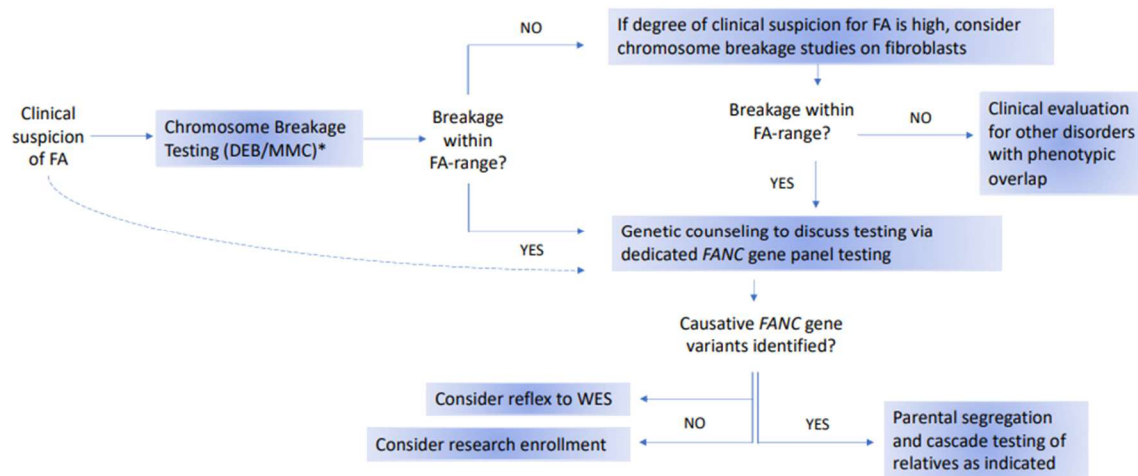 NO
If degree of clinical suspicion for FA is high, consider
chromosome breakage studies on fibroblasts
Clinical
suspicion
of FA
Chromosome Breakage
Testing (DEB/MMC)*
Breakage
within
FA-range?
Breakage within
FA-range?
NO
Clinical evaluation
for other disorders
with phenotypic
overlap
YES
YES
Genetic counseling to discuss testing via
dedicated FANC gene panel testing
Causative FANC gene
variants identified?
Consider reflex to WES
NO
Consider research enrollment
YES
Parental segregation
and cascade testing of
relatives as indicated